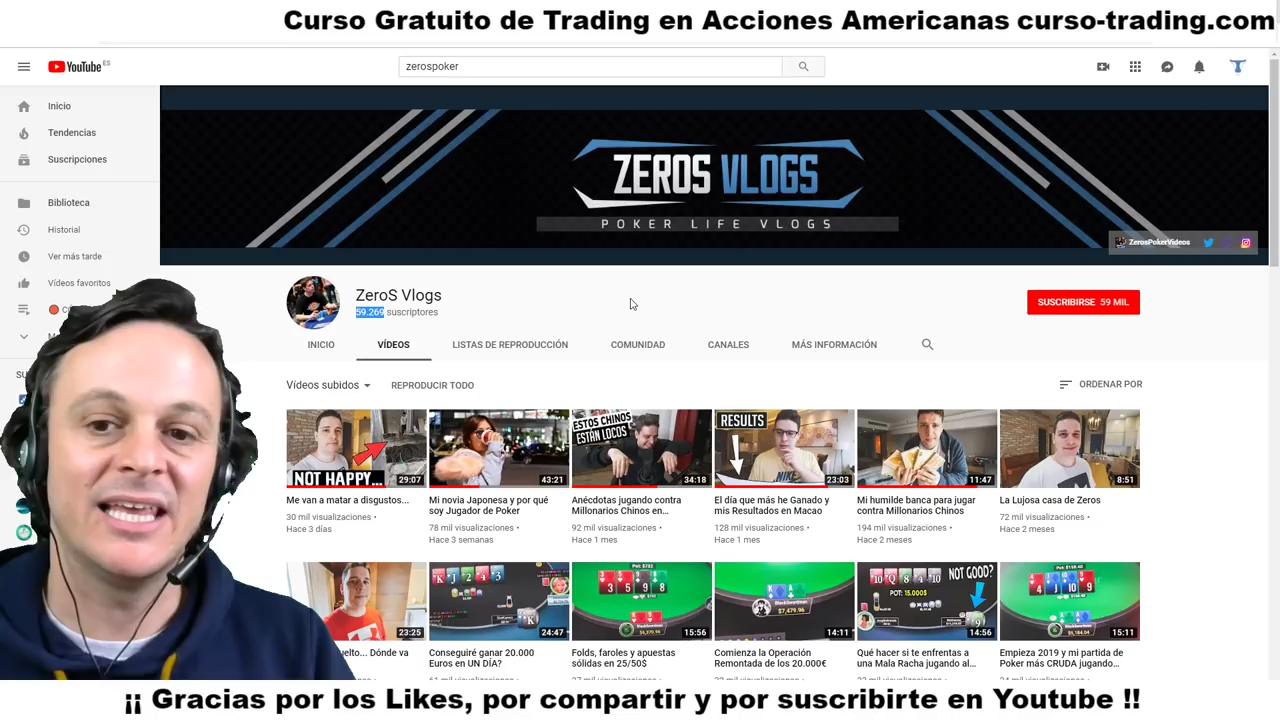 Curso Gratuito de Trading en Acciones Americanas curso-trading.com
YouTube ES
zerospoker
Inicio
Tendencias
Suscripciones
Biblioteca
Historial
Ver más tarde
Vídeos favoritos
ZEROS VLOGS
POKER LIFE VLOGS
ZerosPokerVideos
ZeroS Vlogs
59.269 suscriptores
SUSCRIBIRSE 59 MIL
INICIO VÍDEOS LISTAS DE REPRODUCCIÓN COMUNIDAD CANALES MÁS INFORMACIÓN
Vídeos subidos REPRODUCIR TODO ORDENAR POR
NOT HAPPY...
29:07
Me van a matar a disgustos...
30 mil visualizaciones •
Hace 3 días
43:21
Mi novia Japonesa y por qué
soy Jugador de Poker
78 mil visualizaciones •
Hace 3 semanas
ESTOS CHINOS
ESTÁN LOCOS
34:18
Anécdotas jugando contra
Millonarios Chinos en...
92 mil visualizaciones •
Hace 1 mes
RESULTS
23:03
El día que más he Ganado y
mis Resultados en Macao
128 mil visualizaciones •
Hace 1 mes
11:47
Mi humilde banca para jugar
contra Millonarios Chinos
194 mil visualizaciones •
Hace 2 meses
8:51
La Lujosa casa de Zeros
72 mil visualizaciones •
Hace 2 meses
23:25
Dónde va
24:47
Conseguiré ganar 20.000
Euros en UN DÍA?
15:56
Folds, faroles y apuestas
sólidas en 25/50$
$7,479.96
14:11
Comienza la Operación
Remontada de los 20.000€
NOT GOOD?
POT: 15.000$
14:56
Qué hacer si te enfrentas a
una Mala Racha jugando al...
15:11
Empieza 2019 y mi partida de
Poker más CRUDA jugando...
¡¡ Gracias por los Likes, por compartir y por suscribirte en Youtube !!